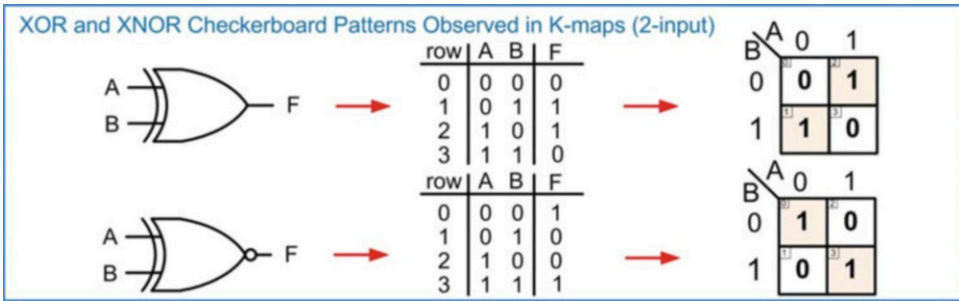 XOR and XNOR Checkerboard Patterns Observed in K-maps (2-input)
A
B
F
row A B F
0 0 0 0
1 0 1 1
2 1 0 1
3 1 1 0
A
B
0 1
0 0 0 2 1
1 1 1 3 0
A
B
F
row A B F
0 0 0 1
1 0 1 0
2 1 0 0
3 1 1 1
A
B
0 1
0 0 1 2 0
1 1 0 3 1